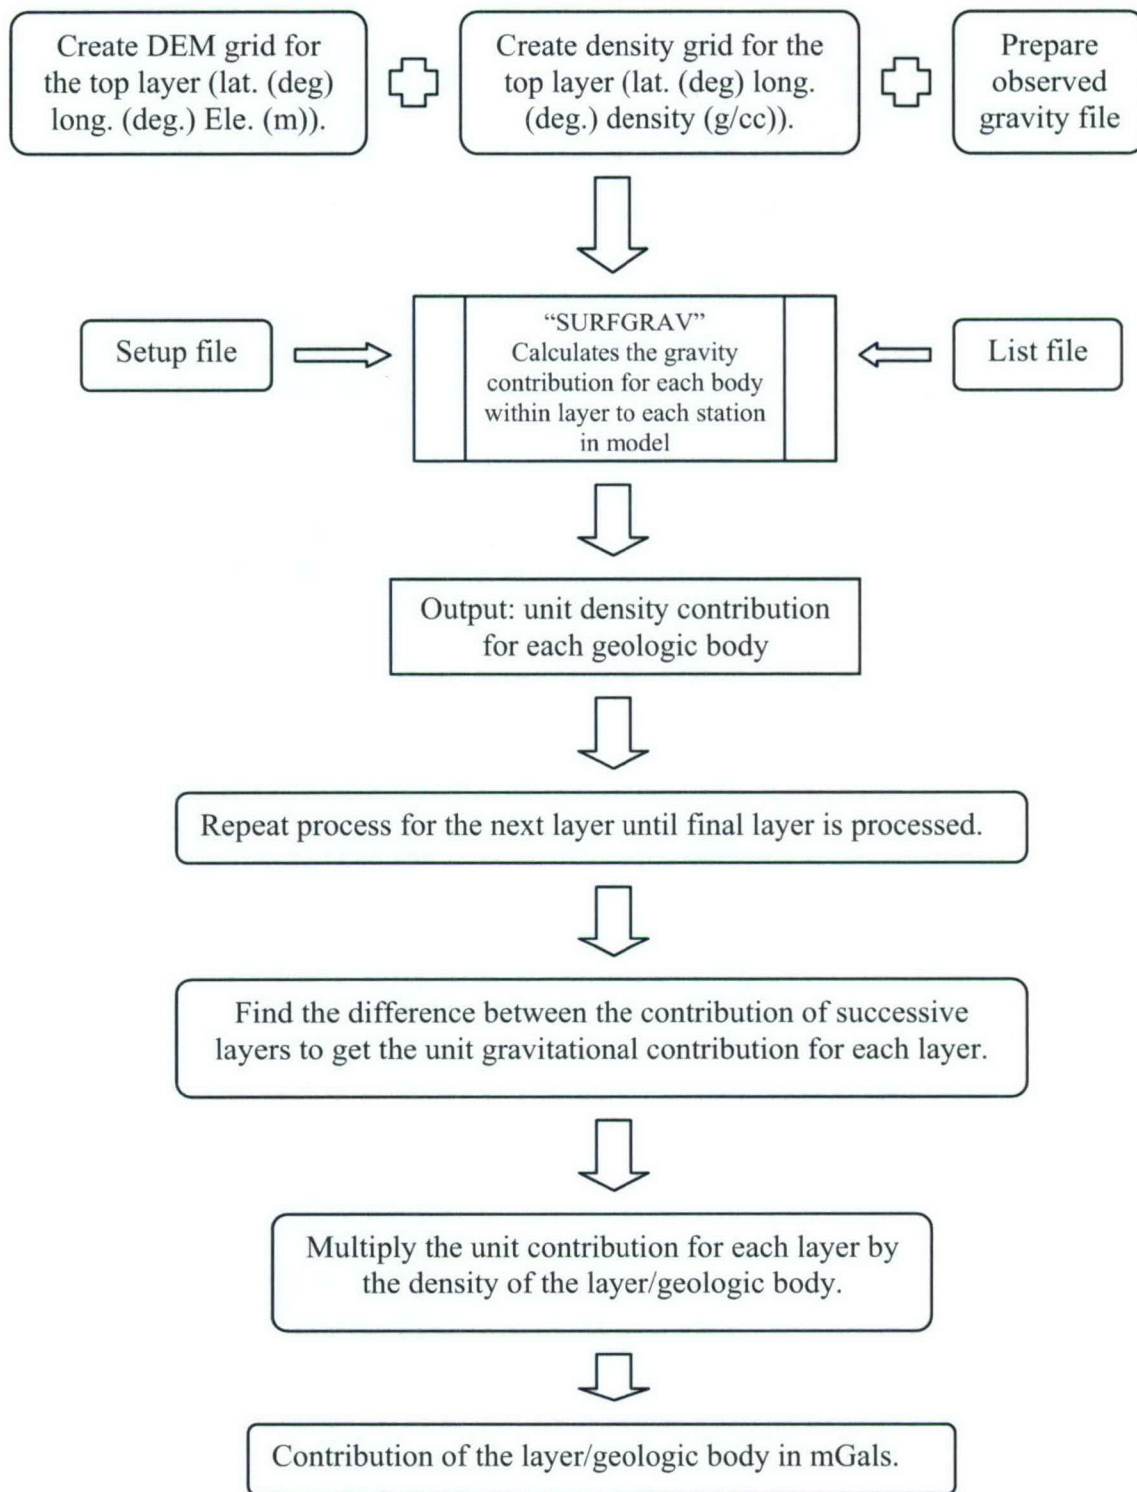 Create DEM grid for
the top layer (lat. (deg)
long. (deg.) Ele. (m)).
Create density grid for the
top layer (lat. (deg) long.
(deg.) density (g/cc)).
Prepare
observed
gravity file
Setup file
“SURFGRAV”
Calculates the gravity
contribution for each body
within layer to each station
in model
List file
Output: unit density contribution
for each geologic body
Repeat process for the next layer until final layer is processed.
Find the difference between the contribution of successive
layers to get the unit gravitational contribution for each layer.
Multiply the unit contribution for each layer by
the density of the layer/geologic body.
Contribution of the layer/geologic body in mGals.